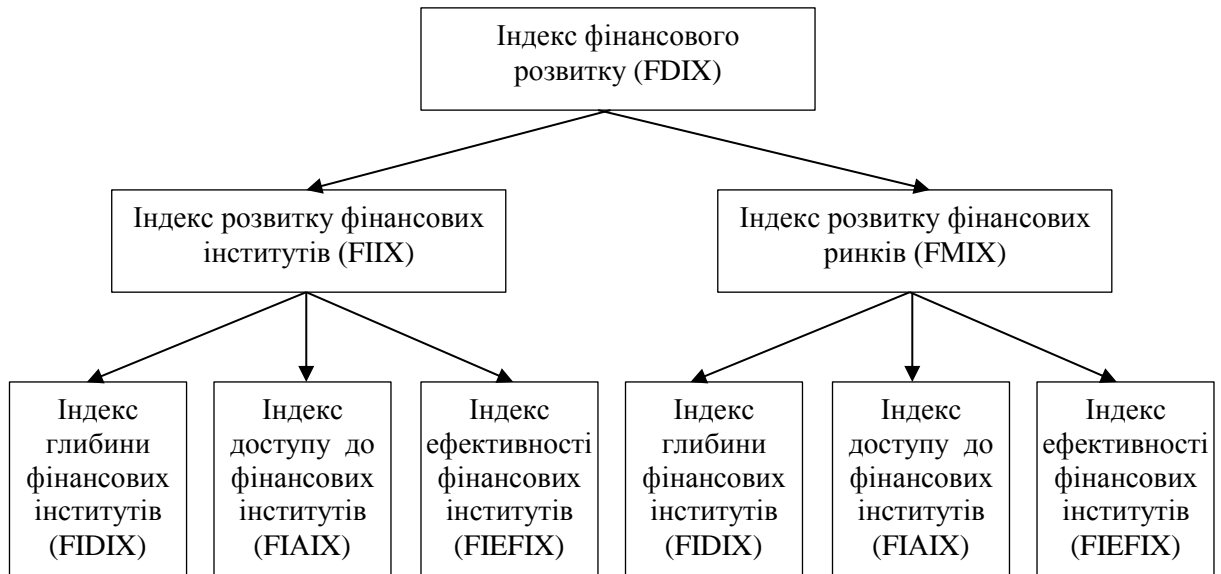 Індекс фінансового
розвитку (FDIX)
Індекс розвитку фінансових
інститутів (FIIX)
Індекс розвитку фінансових
ринків (FMIX)
Індекс
глибини
фінансових
інститутів
(FIDIX)
Індекс
доступу до
фінансових
інститутів
(FIAIX)
Індекс
ефективності
фінансових
інститутів
(FIEFIX)
Індекс
глибини
фінансових
інститутів
(FIDIX)
Індекс
доступу до
фінансових
інститутів
(FIAIX)
Індекс
ефективності
фінансових
інститутів
(FIEFIX)